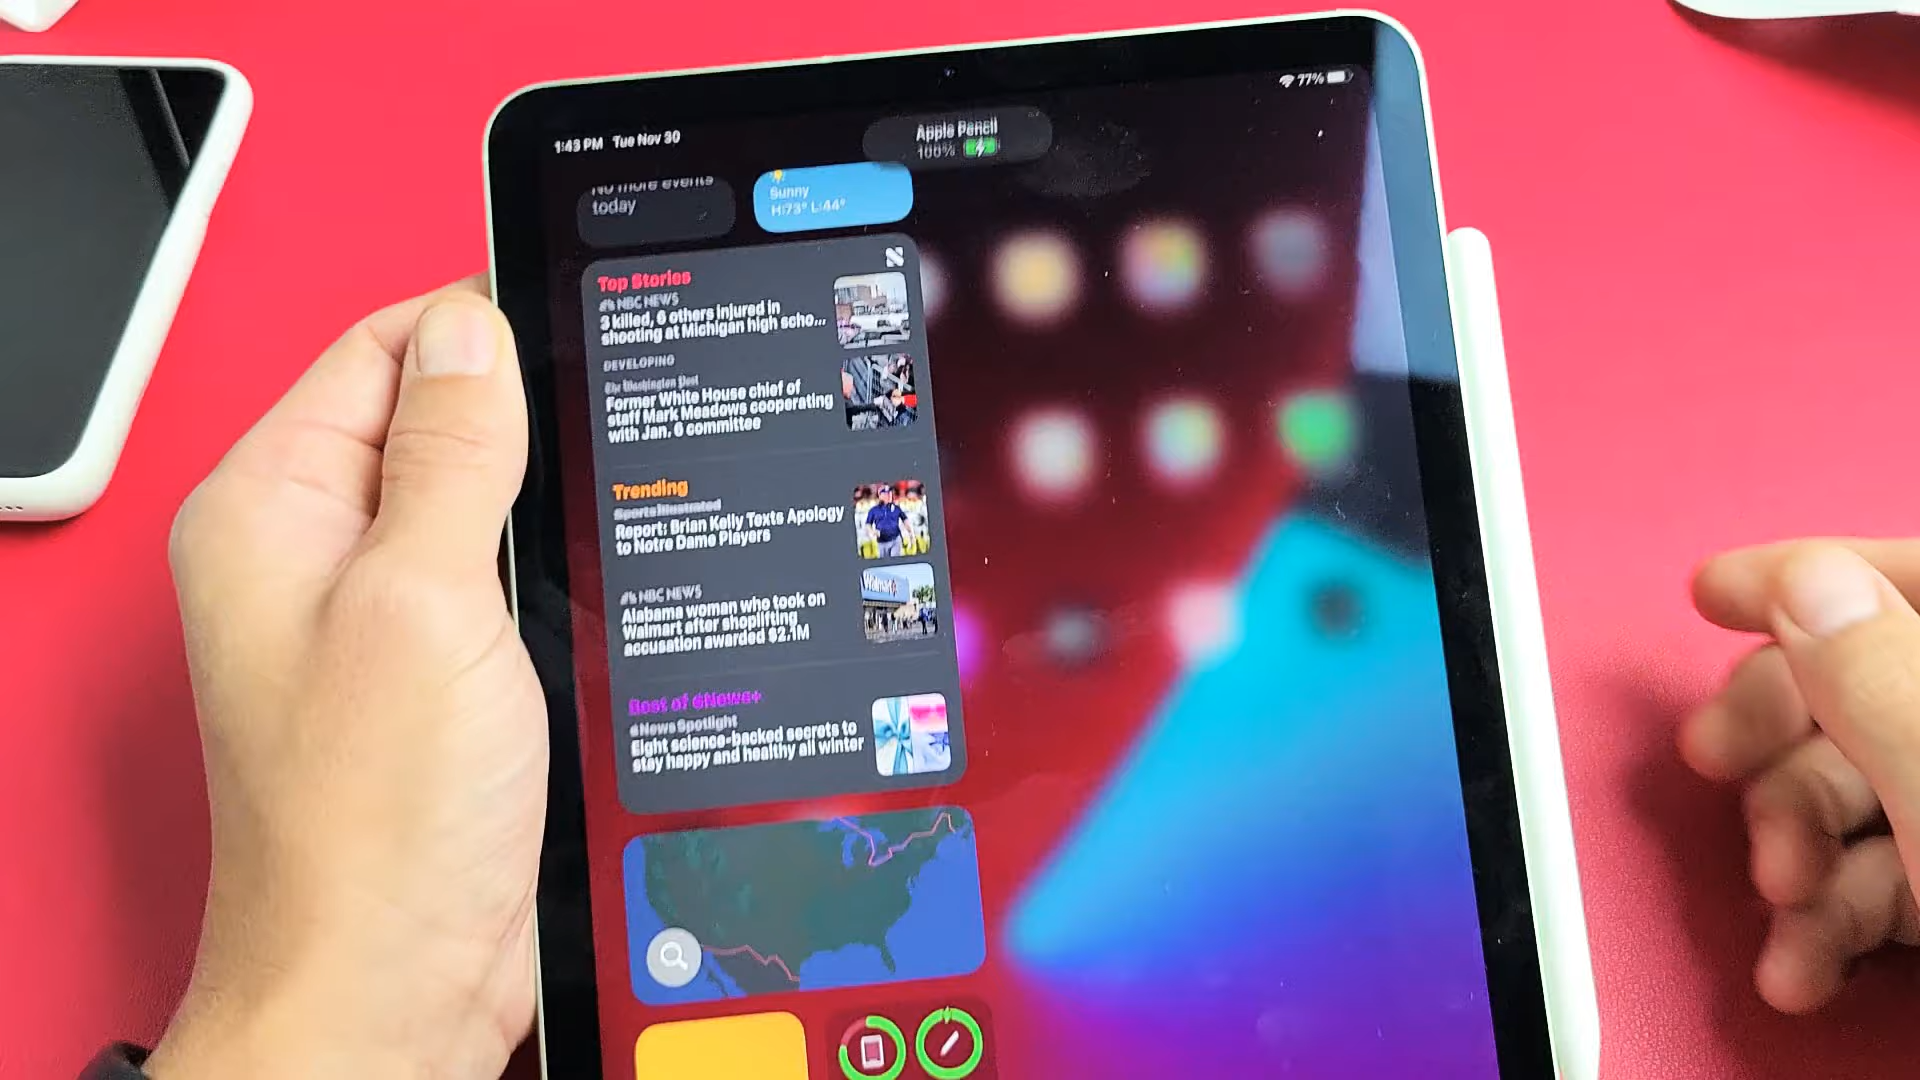 1:43 PM Tue Nov 30
77%
Apple Pencil
100%
No more events
today
Sunny
H:73° L:44°
Top Stories
NBC NEWS
3 killed, 6 others injured in
shooting at Michigan high scho...
DEVELOPING
The Washington Post
Former White House chief of
staff Mark Meadows cooperating
with Jan. 6 committee
Trending
Sports Illustrated
Report: Brian Kelly Texts Apology
to Notre Dame Players
Walmart
NBC NEWS
Alabama woman who took on
Walmart after shoplifting
accusation awarded $2.1M
Best of News+
News Spotlight
Eight science-backed secrets to
stay happy and healthy all winter